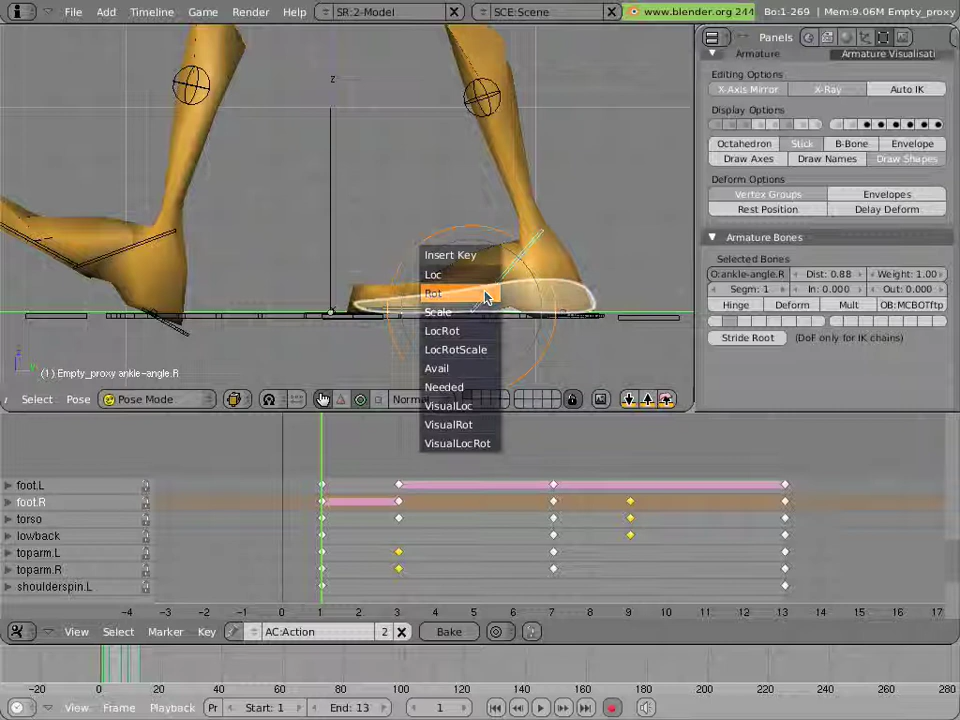 File Add Timeline Game Render Help SR:2-Model SCE:Scene www.blender.org 244 Bo:1-269 | Mem:9.06M Empty_proxy
Panels
Armature Armature Visualisati
Editing Options
X-Axis Mirror X-Ray Auto IK
Display Options
Octahedron Stick B-Bone Envelope
Draw Axes Draw Names Draw Shapes
Deform Options
Vertex Groups Envelopes
Rest Position Delay Deform
Armature Bones
Selected Bones
O:ankle-angle.R Dist: 0.88 Weight: 1.00
Segm: 1 In: 0.000 Out: 0.000
Hinge Deform Mult OB:MCBOTftp
Stride Root (DoF only for IK chains)
z
Insert Key
Loc
Rot
Scale
LocRot
LocRotScale
Avail
Needed
VisualLoc
VisualRot
VisualLocRot
(1) Empty_proxy ankle-angle.R
Select Pose Pose Mode Normal
foot.L
foot.R
torso
lowback
toparm.L
toparm.R
shoulderspin.L
-4 -3 -2 -1 0 1 2 3 4 5 6 7 8 9 10 11 12 13 14 15 16 17
View Select Marker Key AC:Action 2 Bake
-20 0 20 40 60 80 100 120 140 160 180 200 220 240 260 280
View Frame Playback Pr Start: 1 End: 13 1